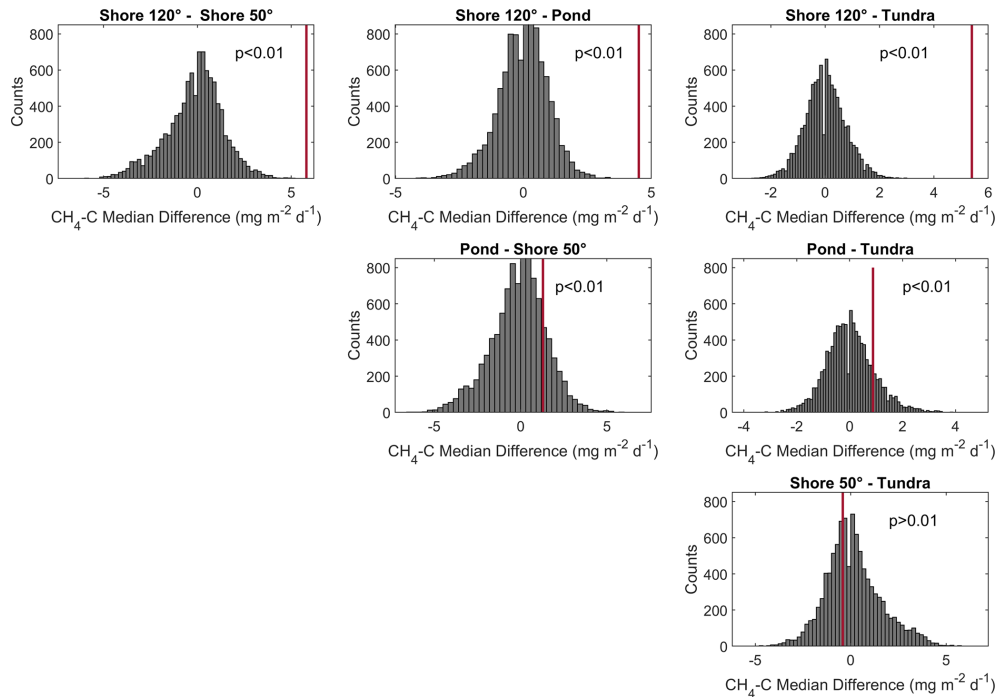 Shore 120° - Shore 50°
800
600
400
200
0
Counts
p<0.01
-5 0 5
CH4-C Median Difference (mg m-2 d-1)
Shore 120° - Pond
800
600
400
200
0
Counts
p<0.01
-5 0 5
CH4-C Median Difference (mg m-2 d-1)
Shore 120° - Tundra
800
600
400
200
0
Counts
p<0.01
-2 0 2 4 6
CH4-C Median Difference (mg m-2 d-1)
Pond - Shore 50°
800
600
400
200
0
Counts
p<0.01
-5 0 5
CH4-C Median Difference (mg m-2 d-1)
Pond - Tundra
800
600
400
200
0
Counts
p<0.01
-4 -2 0 2 4
CH4-C Median Difference (mg m-2 d-1)
Shore 50° - Tundra
800
600
400
200
0
Counts
p>0.01
-5 0 5
CH4-C Median Difference (mg m-2 d-1)